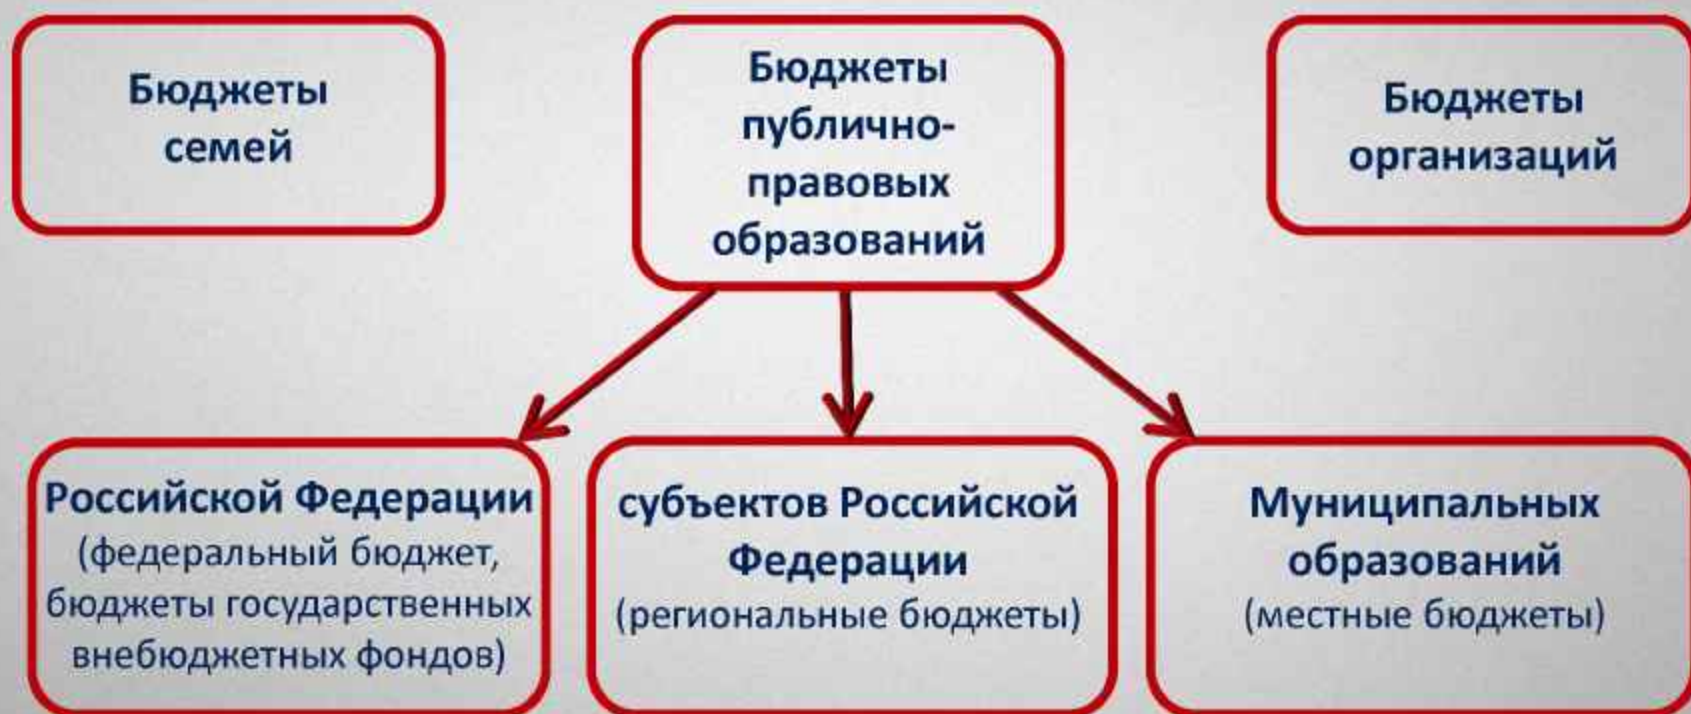 Бюджеты
семей
Бюджеты
публично-
правовых
образований
Бюджеты
организаций
Российской Федерации
(федеральный бюджет,
бюджеты государственных
внебюджетных фондов)
субъектов Российской
Федерации
(региональные бюджеты)
Муниципальных
образований
(местные бюджеты)